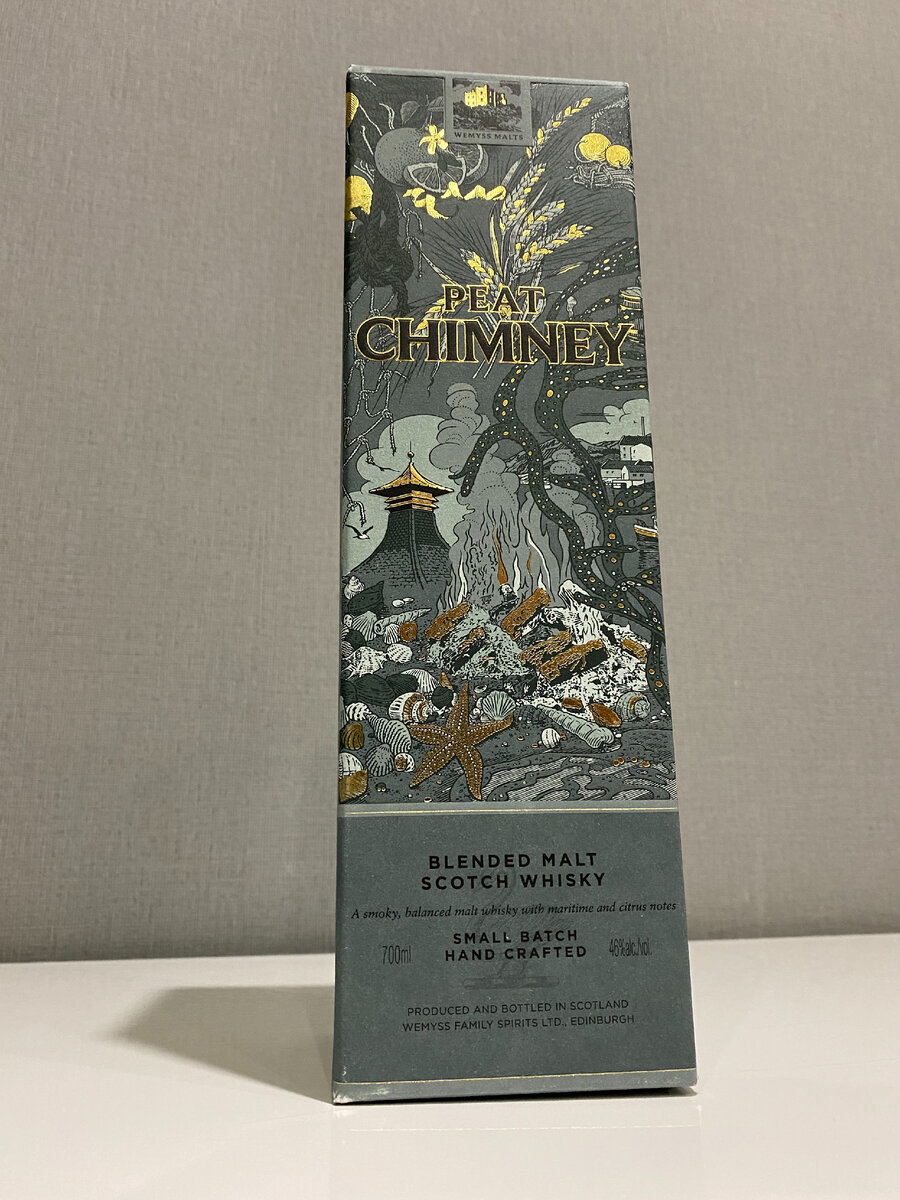 WEMYSS MALTS
PEAT
CHIMNEY
BLENDED MALT
SCOTCH WHISKY
A smoky, balanced malt whisky with maritime and citrus notes
SMALL BATCH
700ml HAND CRAFTED 46%alc./vol.
PRODUCED AND BOTTLED IN SCOTLAND
WEMYSS FAMILY SPIRITS LTD., EDINBURGH